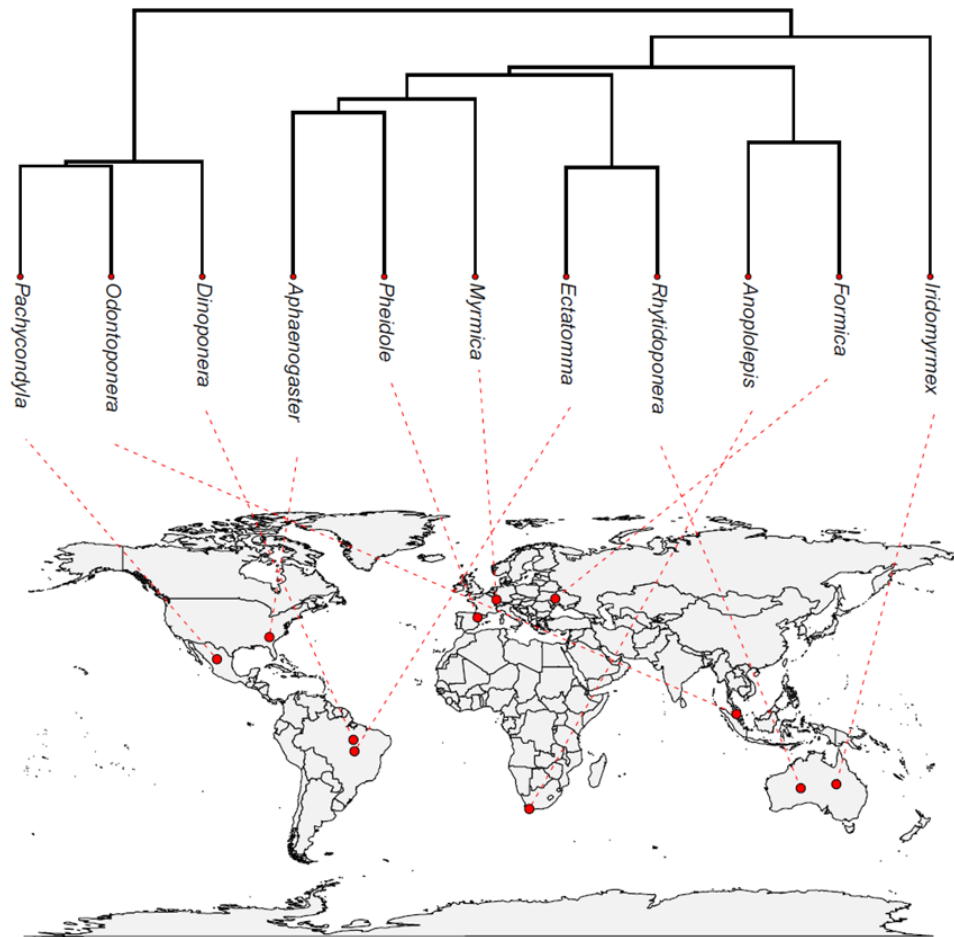 Pachycondyla
Odontoponera
Dinoponera
Aphaenogaster
Pheidole
Myrmica
Ectatomma
Rhytidoponera
Anoplolepis
Formica
Iridomyrmex